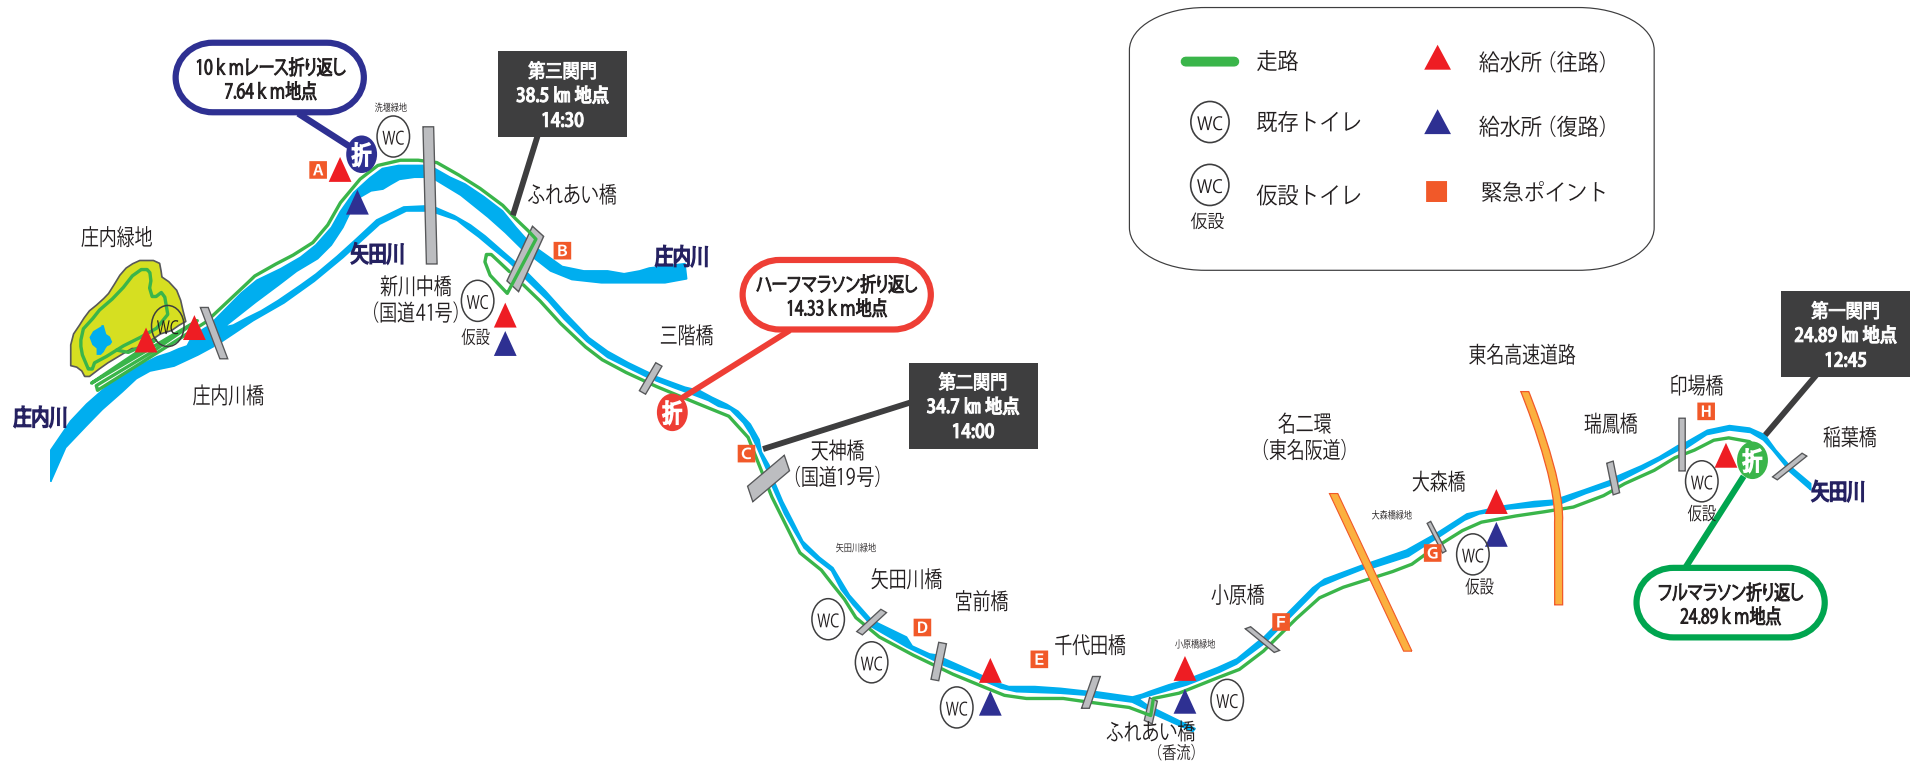 10ｋｍレース折り返し
7.64ｋｍ地点
洗堰緑地
WC
折
A
第三関門
38.5 ㎞ 地点
14:30
ふれあい橋
B
庄内川
矢田川
新川中橋
（国道41号）
WC
仮設
庄内緑地
WC
庄内川橋
庄内川
三階橋
ハーフマラソン折り返し
14.33ｋｍ地点
折
C
第二関門
34.7 ㎞ 地点
14:00
天神橋
（国道19号）
矢田川緑地
矢田川橋
WC
WC
D
宮前橋
WC
E
千代田橋
ふれあい橋
（香流）
小原橋緑地
WC
小原橋
F
名二環
（東名阪道）
大森橋
大森橋緑地
G
WC
仮設
東名高速道路
瑞鳳橋
印場橋
H
WC
仮設
折
第一関門
24.89 ㎞ 地点
12:45
稲葉橋
矢田川
フルマラソン折り返し
24.89ｋｍ地点
走路
給水所（往路）
WC
既存トイレ
給水所（復路）
WC
仮設
仮設トイレ
緊急ポイント